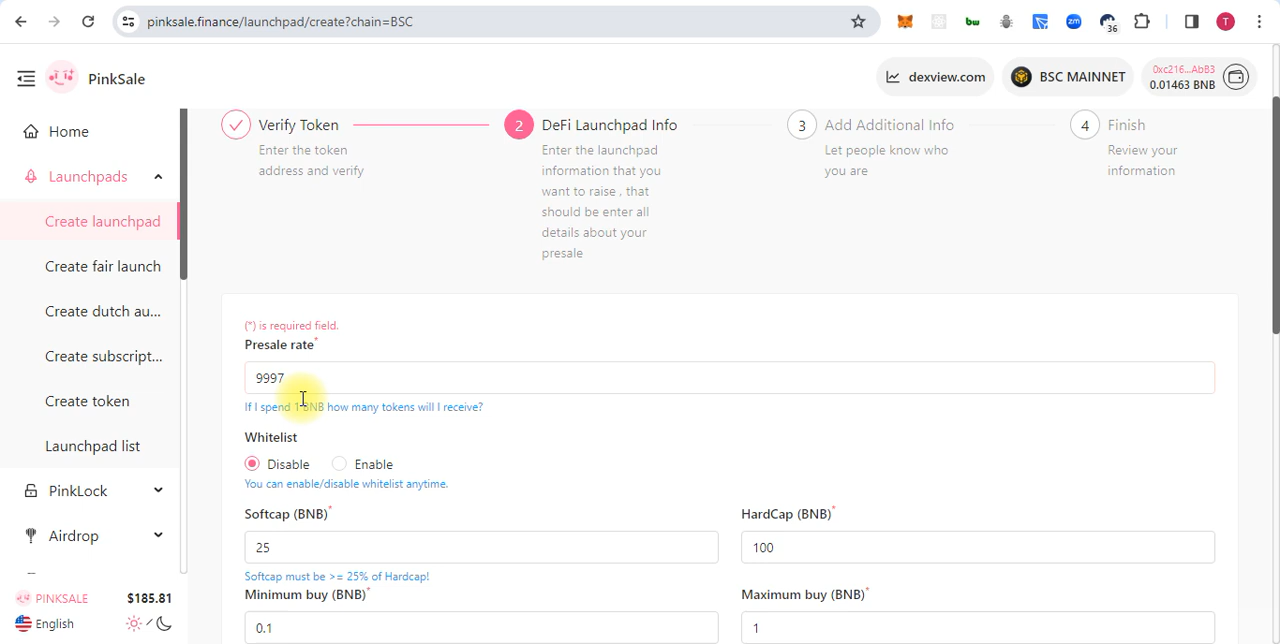 pinksale.finance/launchpad/create?chain=BSC
bw
zm
36
T
PinkSale
dexview.com
BSC MAINNET
0xc216...AbB3
0.01463 BNB
Home
Launchpads
Create launchpad
Create fair launch
Create dutch au...
Create subscript...
Create token
Launchpad list
PinkLock
Airdrop
PINKSALE
$185.81
English
Verify Token
Enter the token
address and verify
2
DeFi Launchpad Info
Enter the launchpad
information that you
want to raise , that
should be enter all
details about your
presale
3
Add Additional Info
Let people know who
you are
4
Finish
Review your
information
(*) is required field.
Presale rate*
9997
If I spend 1 BNB how many tokens will I receive?
Whitelist
Disable
Enable
You can enable/disable whitelist anytime.
Softcap (BNB)*
25
Softcap must be >= 25% of Hardcap!
HardCap (BNB)*
100
Minimum buy (BNB)*
0.1
Maximum buy (BNB)*
1